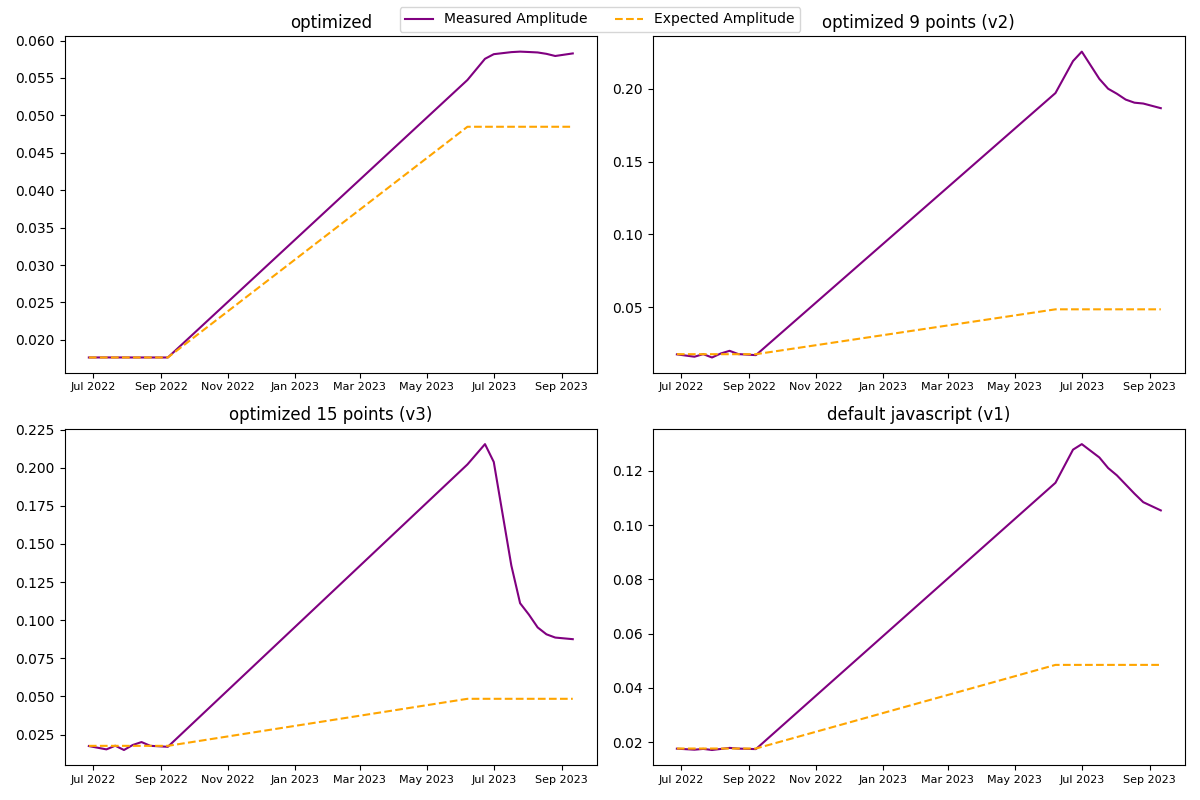 optimized
Measured Amplitude
Expected Amplitude
optimized 9 points (v2)
0.060
0.055
0.050
0.045
0.040
0.035
0.030
0.025
0.020
Jul 2022 Sep 2022 Nov 2022 Jan 2023 Mar 2023 May 2023 Jul 2023 Sep 2023
0.20
0.15
0.10
0.05
Jul 2022 Sep 2022 Nov 2022 Jan 2023 Mar 2023 May 2023 Jul 2023 Sep 2023
optimized 15 points (v3)
0.225
0.200
0.175
0.150
0.125
0.100
0.075
0.050
0.025
Jul 2022 Sep 2022 Nov 2022 Jan 2023 Mar 2023 May 2023 Jul 2023 Sep 2023
default javascript (v1)
0.12
0.10
0.08
0.06
0.04
0.02
Jul 2022 Sep 2022 Nov 2022 Jan 2023 Mar 2023 May 2023 Jul 2023 Sep 2023